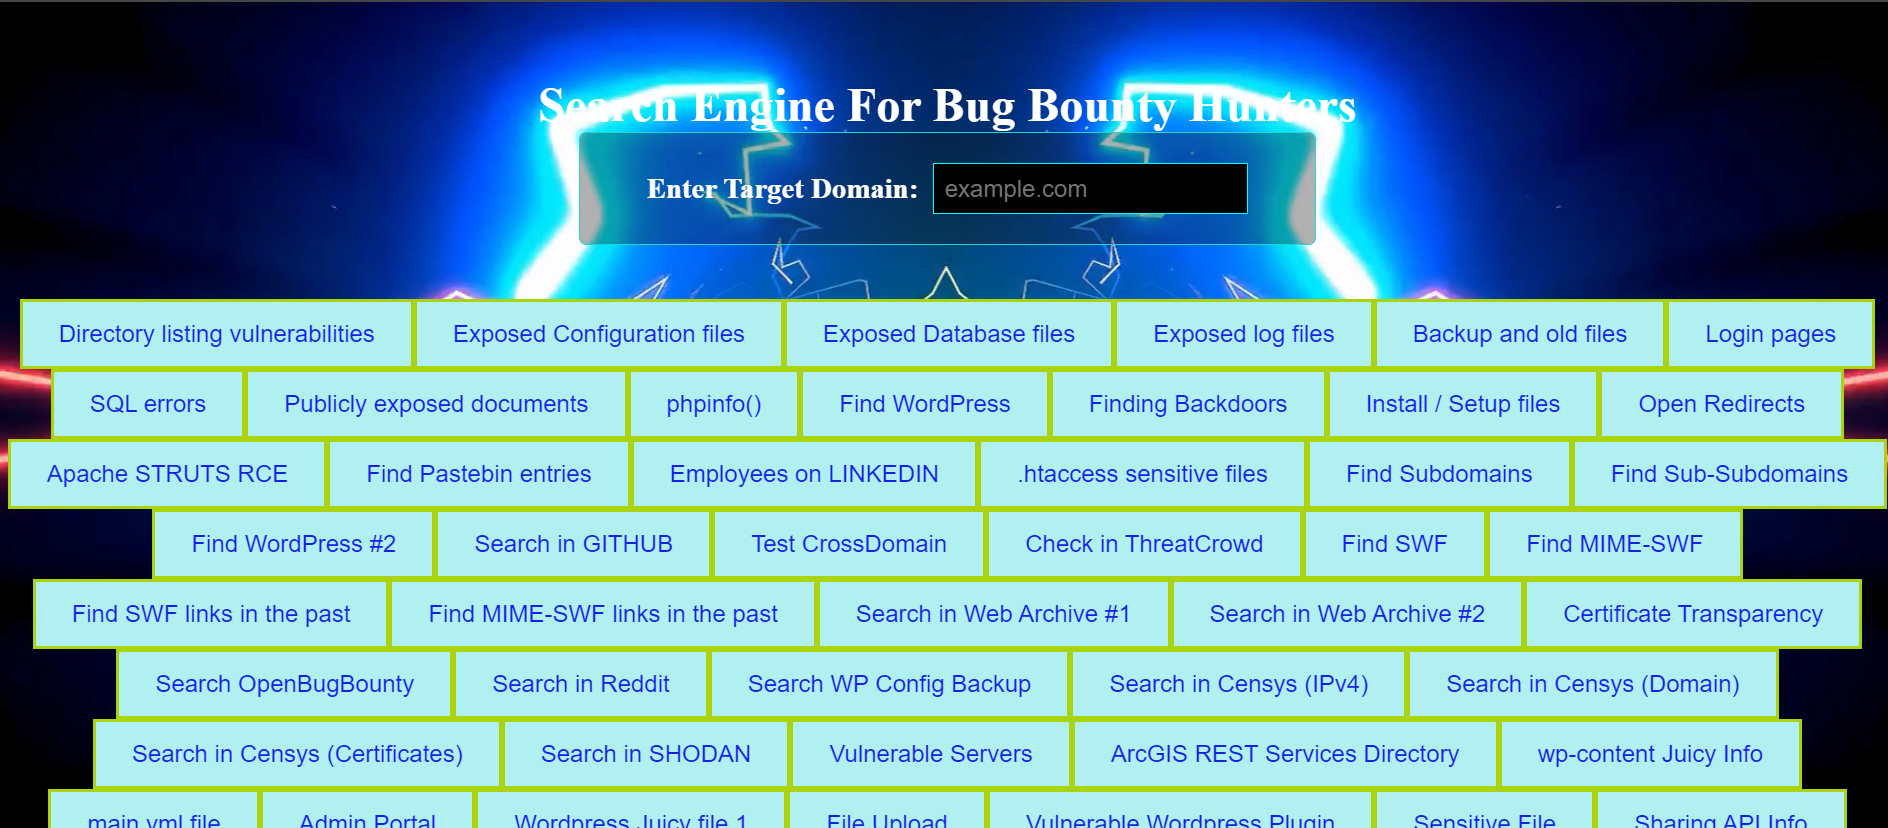 Search Engine For Bug Bounty Hunters
Enter Target Domain: example.com
Directory listing vulnerabilities Exposed Configuration files Exposed Database files Exposed log files Backup and old files Login pages
SQL errors Publicly exposed documents phpinfo() Find WordPress Finding Backdoors Install / Setup files Open Redirects
Apache STRUTS RCE Find Pastebin entries Employees on LINKEDIN .htaccess sensitive files Find Subdomains Find Sub-Subdomains
Find WordPress #2 Search in GITHUB Test CrossDomain Check in ThreatCrowd Find SWF Find MIME-SWF
Find SWF links in the past Find MIME-SWF links in the past Search in Web Archive #1 Search in Web Archive #2 Certificate Transparency
Search OpenBugBounty Search in Reddit Search WP Config Backup Search in Censys (IPv4) Search in Censys (Domain)
Search in Censys (Certificates) Search in SHODAN Vulnerable Servers ArcGIS REST Services Directory wp-content Juicy Info
main.yml file Admin Portal Wordpress Juicy file 1 File Upload Vulnerable Wordpress Plugin Sensitive File Sharing API Info